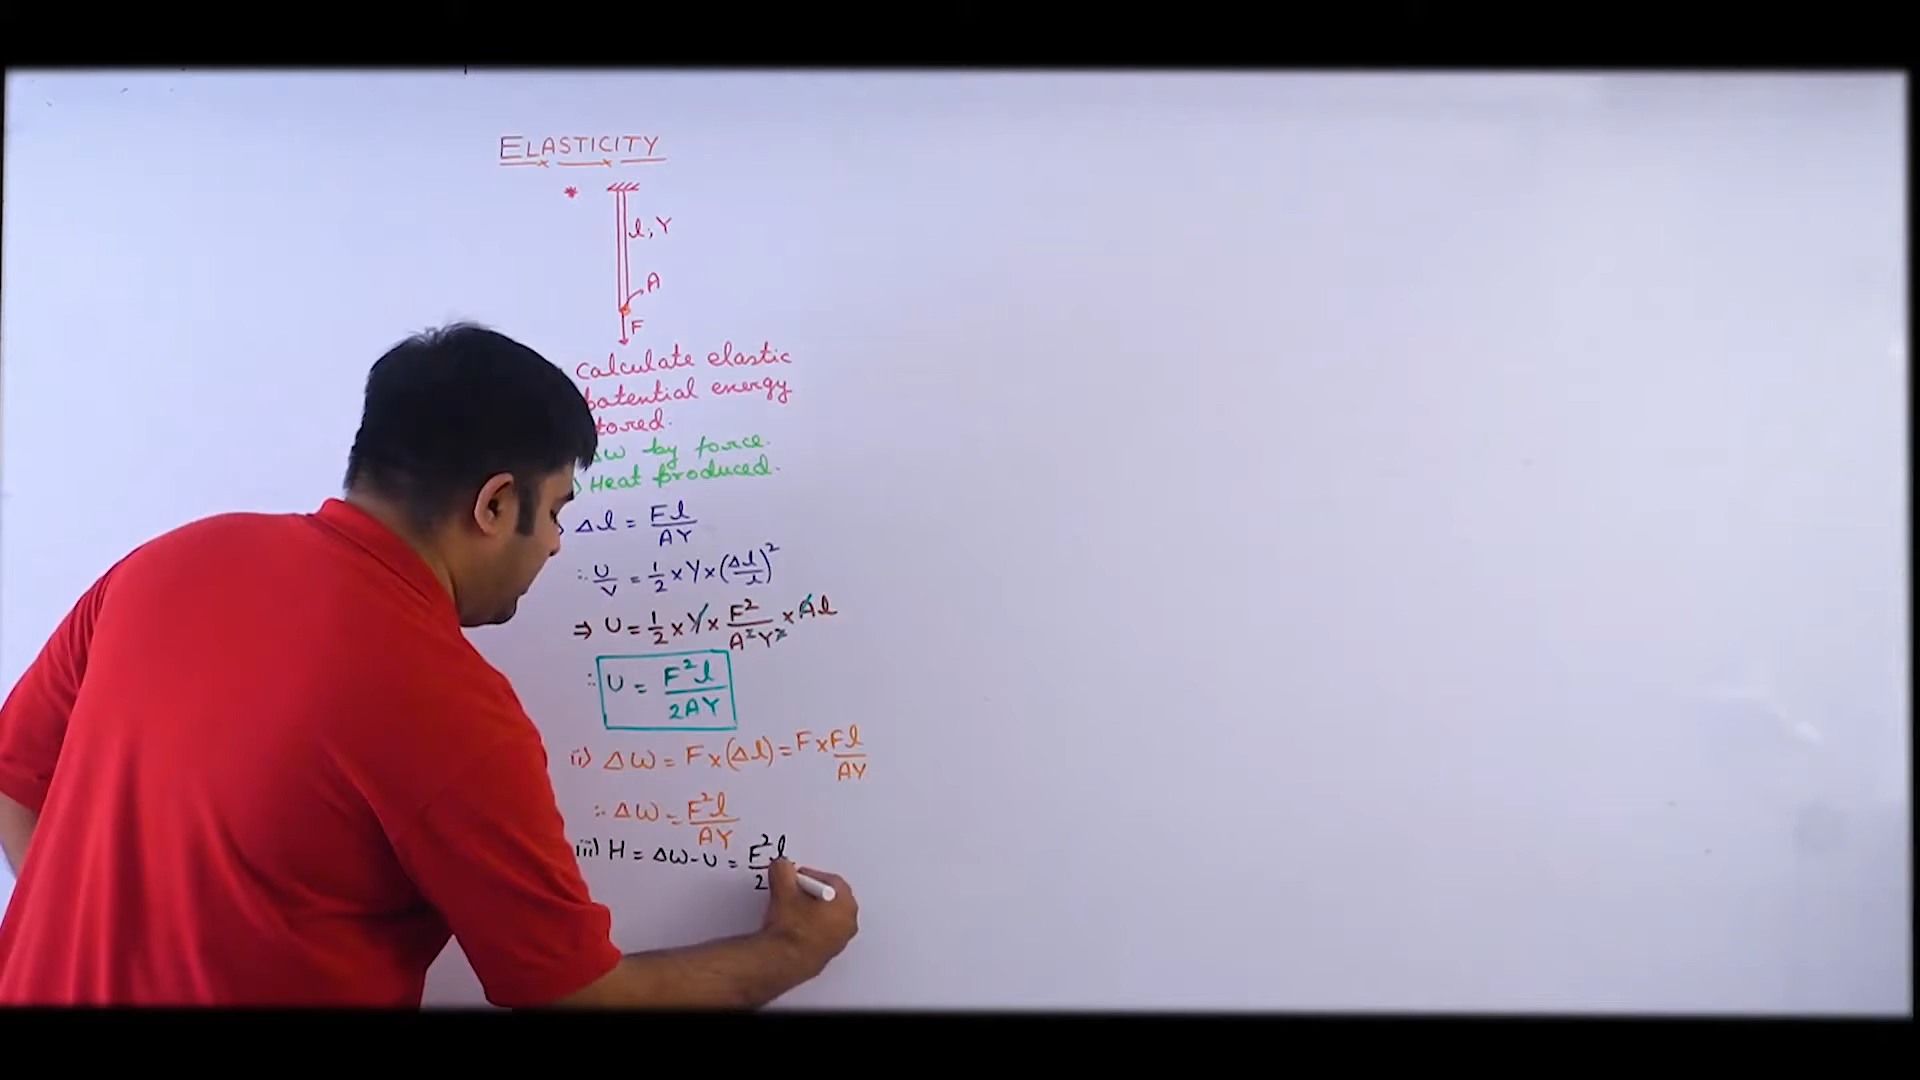 ELASTICITY
*
l, Y
A
F
Calculate elastic
potential energy
tored.
ΔW by force.
) Heat produced.
) Δl = Fl/AY
∴ U/V = 1/2 × Y × (Δl/l)²
⇒ U = 1/2 × Y × F²/A²Y² × Al
∴ U = F²l/2AY
ii) ΔW = F × (Δl) = F × Fl/AY
∴ ΔW = F²l/AY
iii) H = ΔW - U = F²l/2